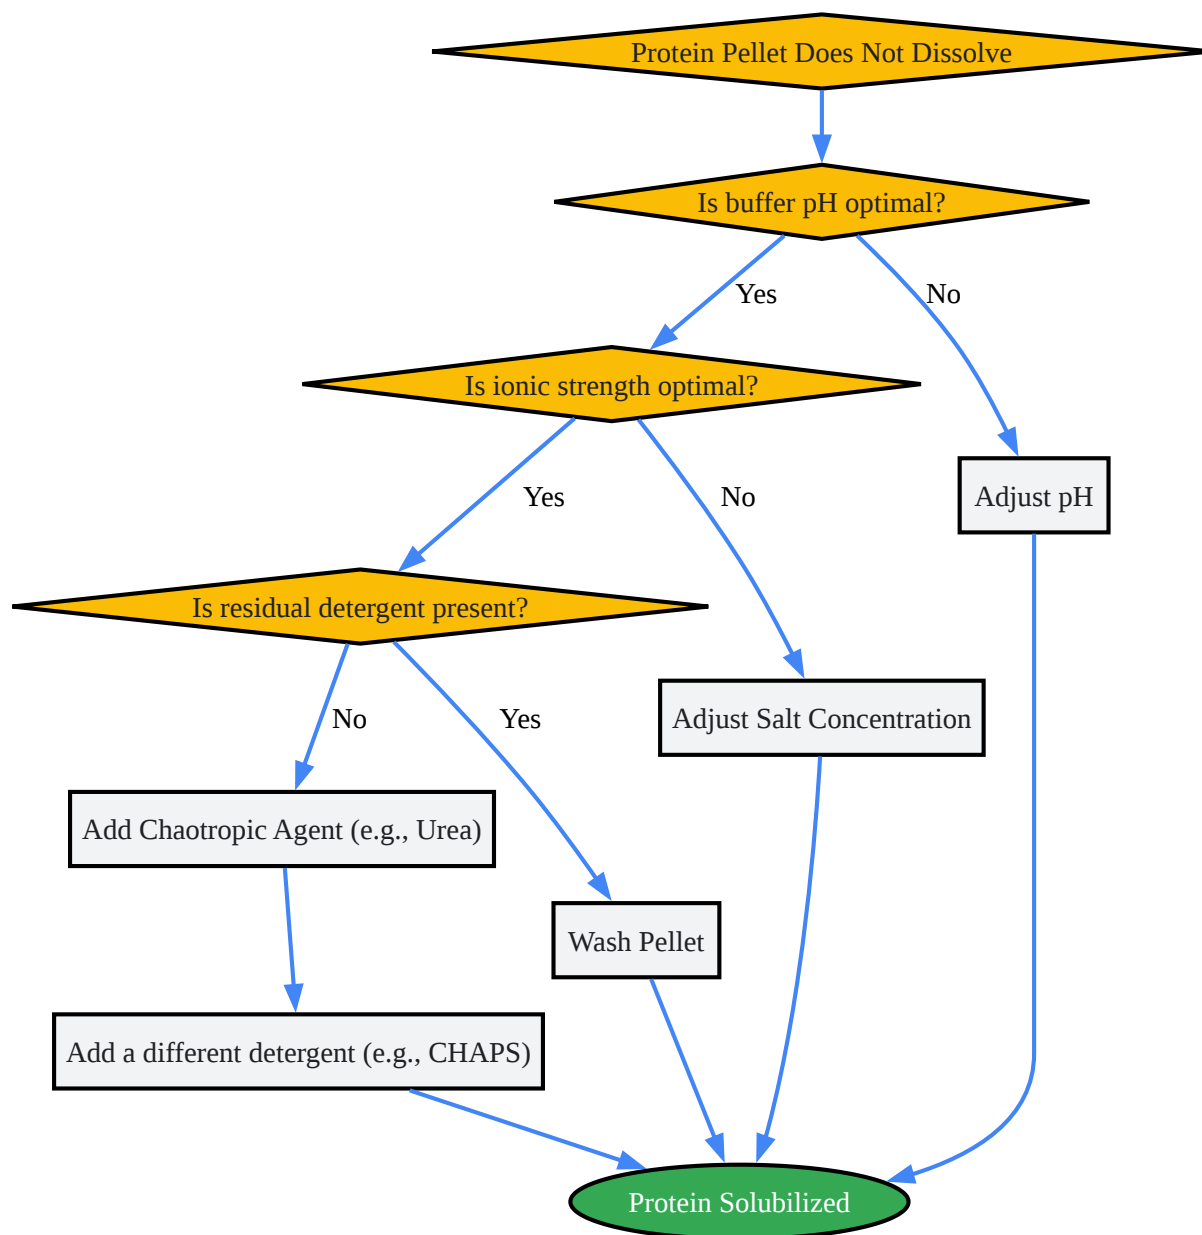 Protein Pellet Does Not Dissolve
Is buffer pH optimal?
Yes
No
Is ionic strength optimal?
Yes
No
Adjust pH
Is residual detergent present?
No
Yes
Adjust Salt Concentration
Add Chaotropic Agent (e.g., Urea)
Wash Pellet
Add a different detergent (e.g., CHAPS)
Protein Solubilized